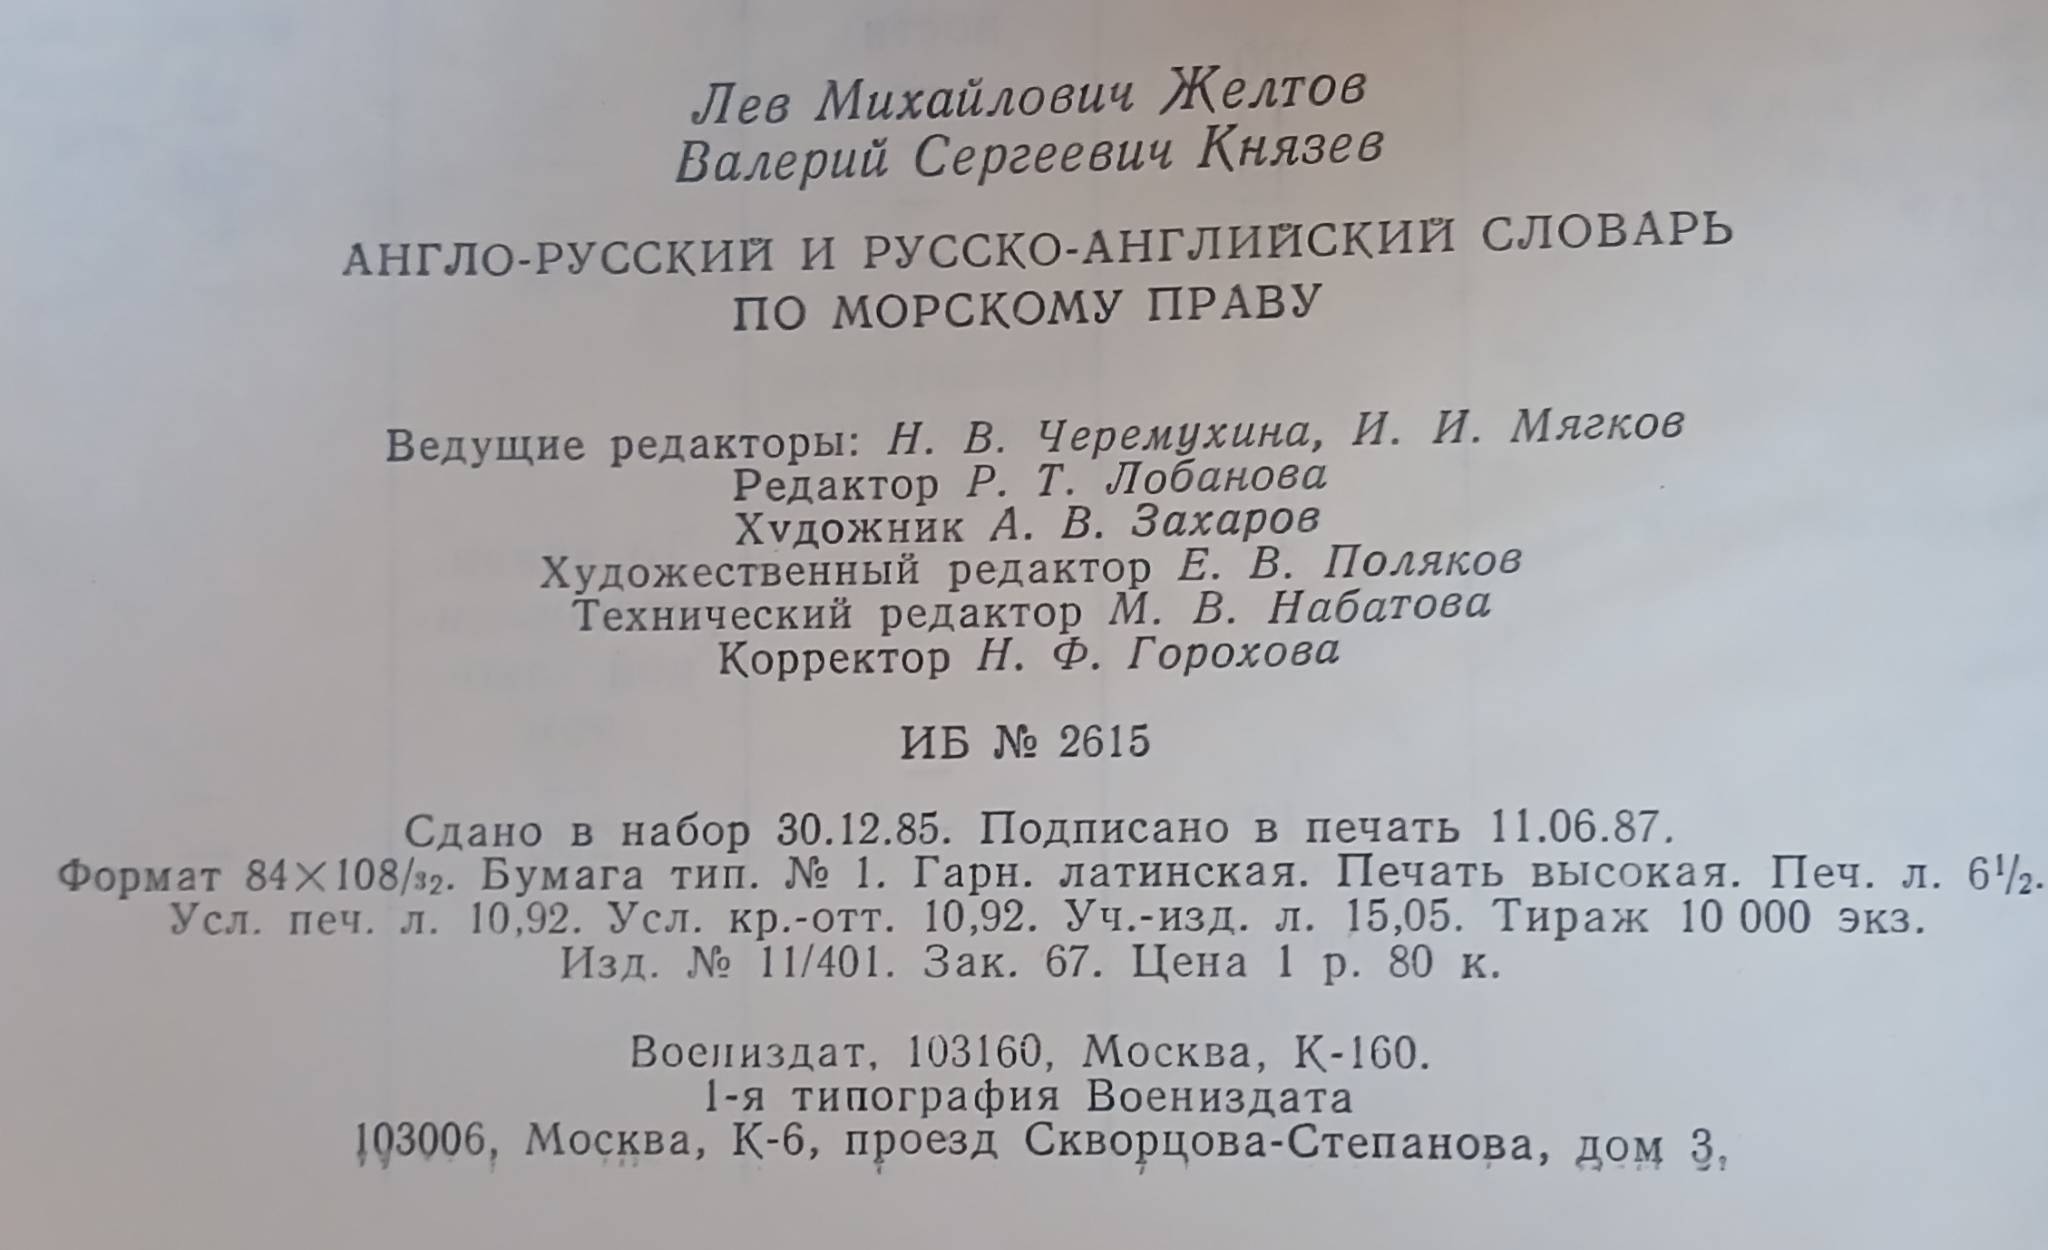 Лев Михайлович Желтов
Валерий Сергеевич Князев
АНГЛО-РУССКИЙ И РУССКО-АНГЛИЙСКИЙ СЛОВАРЬ
ПО МОРСКОМУ ПРАВУ
Ведущие редакторы: Н. В. Черемухина, И. И. Мягков
Редактор Р. Т. Лобанова
Художник А. В. Захаров
Художественный редактор Е. В. Поляков
Технический редактор М. В. Набатова
Корректор Н. Ф. Горохова
ИБ № 2615
Сдано в набор 30.12.85. Подписано в печать 11.06.87.
Формат 84×108/32. Бумага тип. № 1. Гарн. латинская. Печать высокая. Печ. л. 6½.
Усл. печ. л. 10,92. Усл. кр.-отт. 10,92. Уч.-изд. л. 15,05. Тираж 10 000 экз.
Изд. № 11/401. Зак. 67. Цена 1 р. 80 к.
Воениздат, 103160, Москва, К-160.
1-я типография Воениздата
103006, Москва, К-6, проезд Скворцова-Степанова, дом 3.